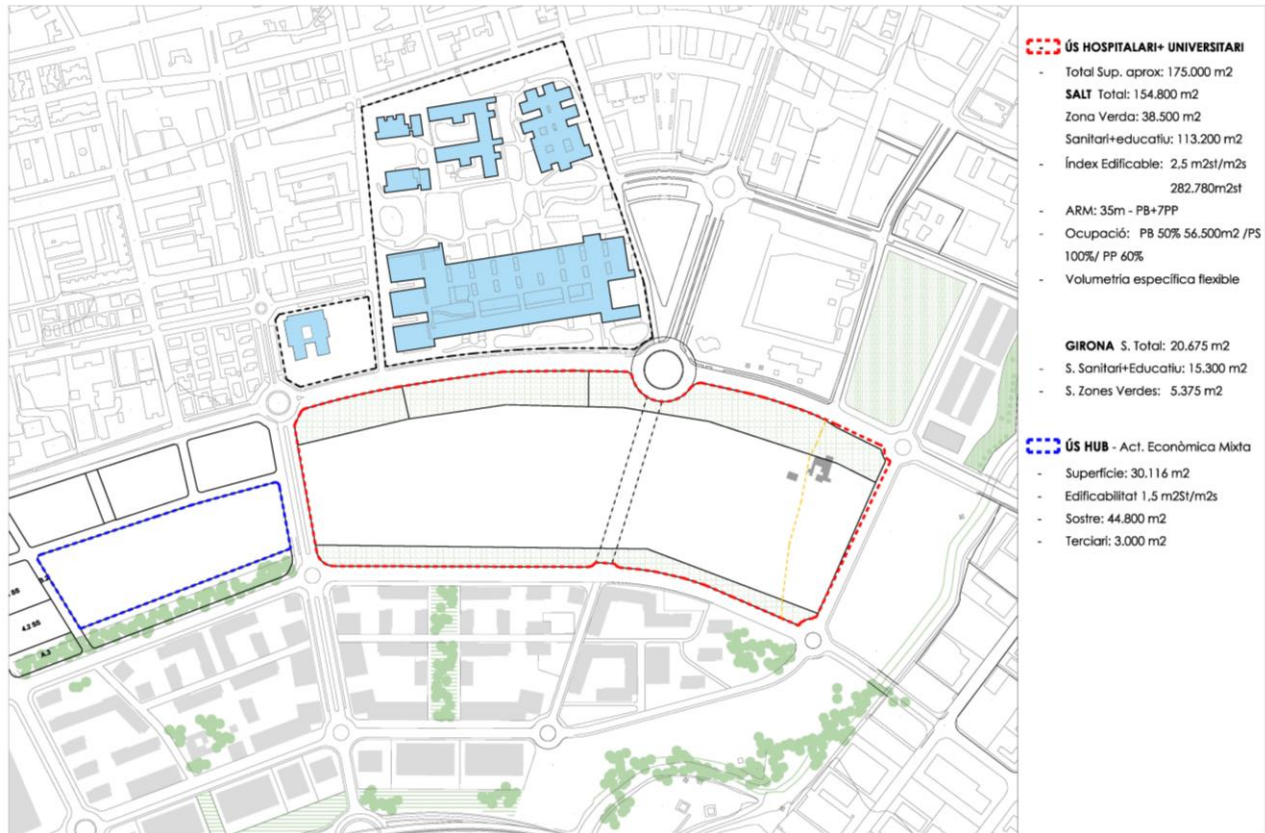 ÚS HOSPITALARI+ UNIVERSITARI
- Total Sup. aprox: 175.000 m2
SALT Total: 154.800 m2
Zona Verda: 38.500 m2
Sanitari+educatiu: 113.200 m2
- Índex Edificable: 2,5 m2st/m2s
282.780m2st
- ARM: 35m - PB+7PP
- Ocupació: PB 50% 56.500m2 /PS
100%/ PP 60%
- Volumetria específica flexible
GIRONA S. Total: 20.675 m2
- S. Sanitari+Educatiu: 15.300 m2
- S. Zones Verdes: 5.375 m2
ÚS HUB - Act. Econòmica Mixta
- Superfície: 30.116 m2
- Edificabilitat 1,5 m2St/m2s
- Sostre: 44.800 m2
- Terciari: 3.000 m2
4.2 SS